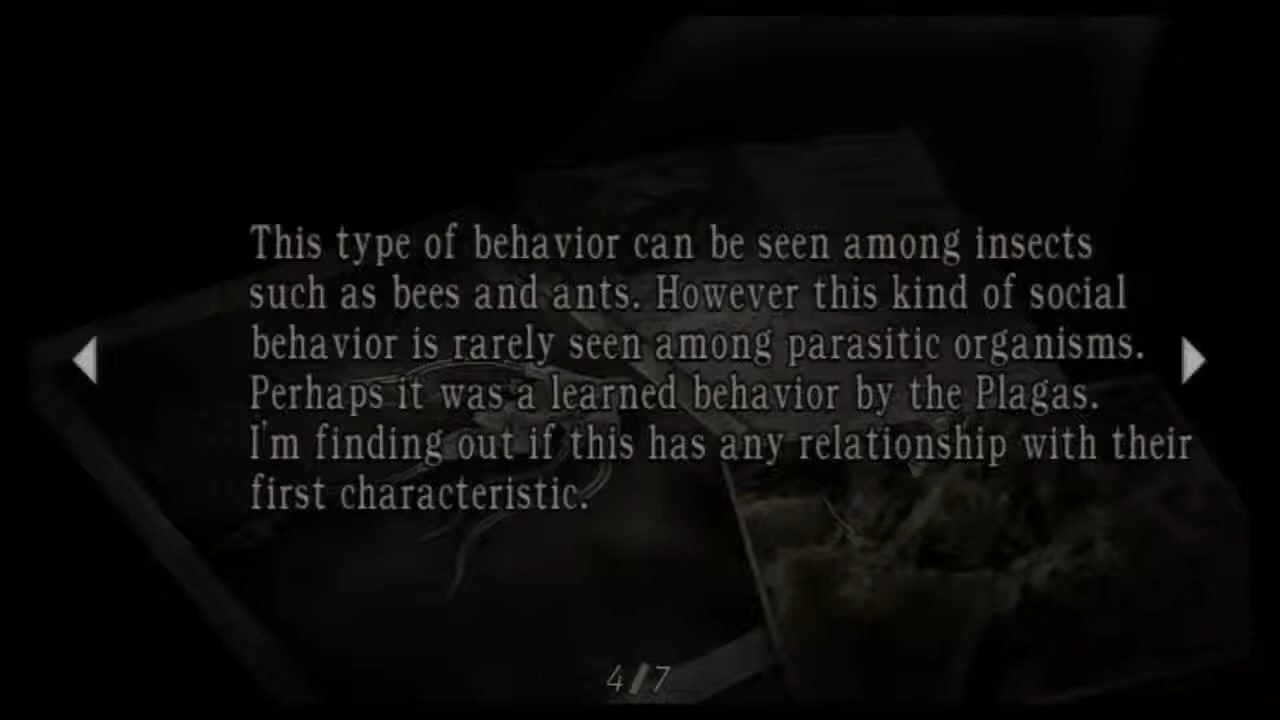 This type of behavior can be seen among insects
such as bees and ants. However this kind of social
behavior is rarely seen among parasitic organisms.
Perhaps it was a learned behavior by the Plagas.
I'm finding out if this has any relationship with their
first characteristic.
4/7